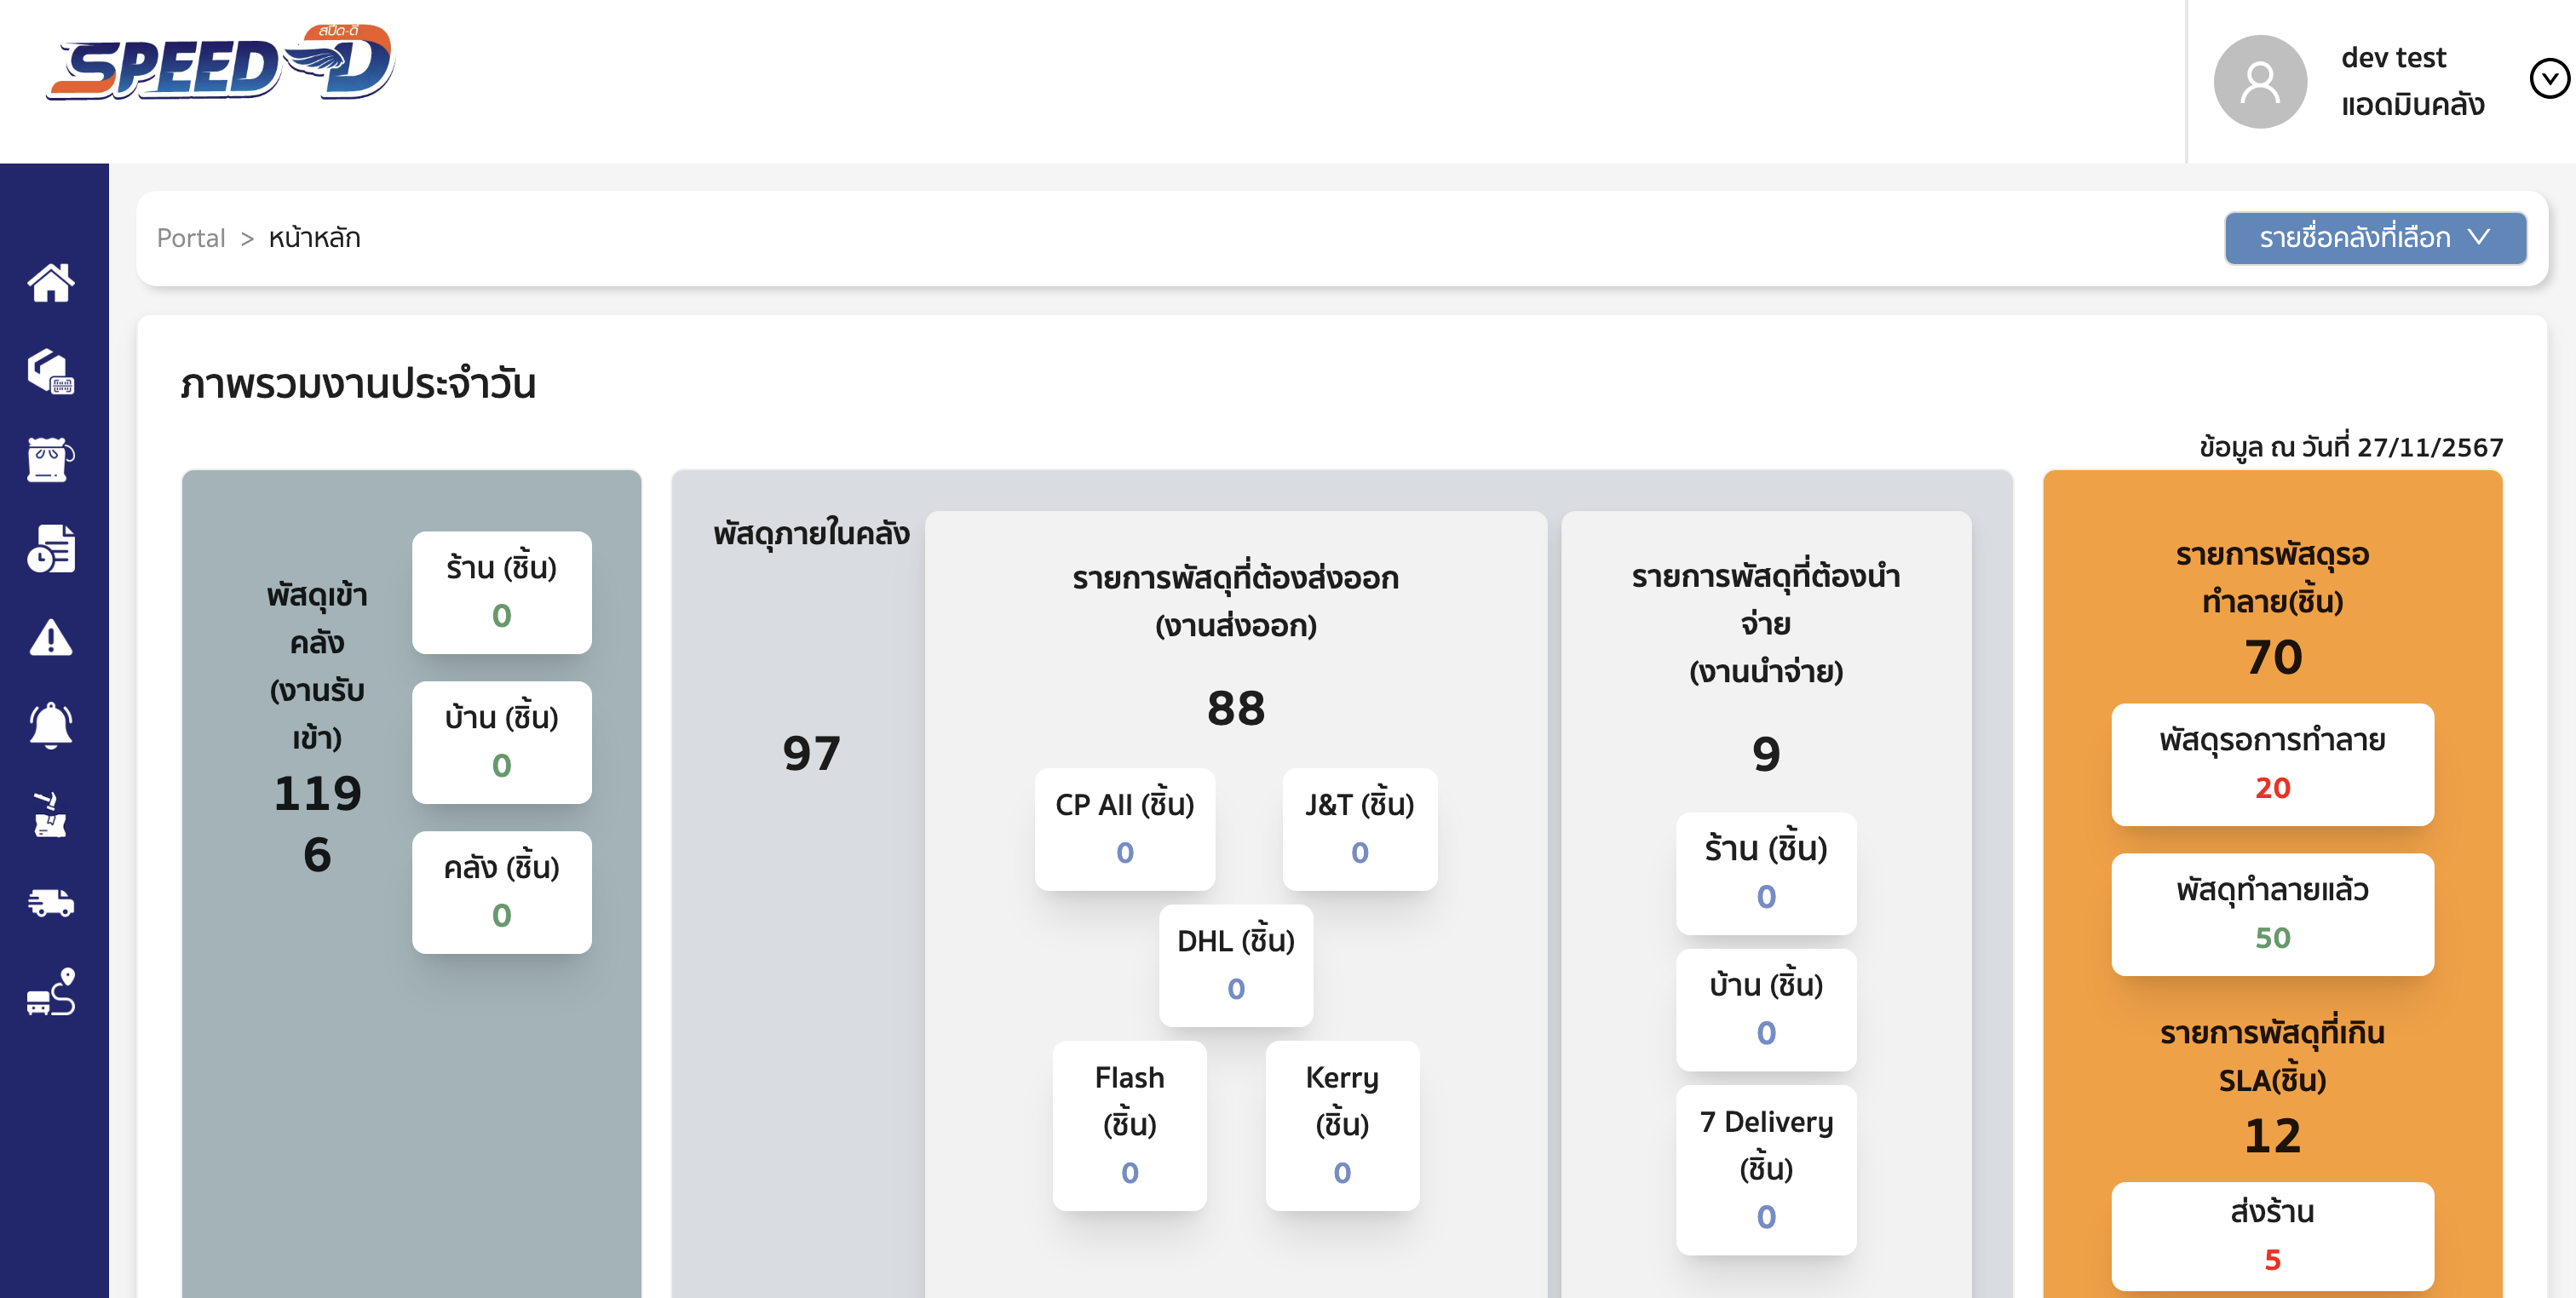 สปีด-ดี
SPEED-D
dev test
แอดมินคลัง
Portal > หน้าหลัก
รายชื่อคลังที่เลือก
ภาพรวมงานประจำวัน
ข้อมูล ณ วันที่ 27/11/2567
พัสดุเข้า
คลัง
(งานรับ
เข้า)
119
6
ร้าน (ชิ้น)
0
บ้าน (ชิ้น)
0
คลัง (ชิ้น)
0
พัสดุภายในคลัง
97
รายการพัสดุที่ต้องส่งออก
(งานส่งออก)
88
CP All (ชิ้น)
0
J&T (ชิ้น)
0
DHL (ชิ้น)
0
Flash
(ชิ้น)
0
Kerry
(ชิ้น)
0
รายการพัสดุที่ต้องนำ
จ่าย
(งานนำจ่าย)
9
ร้าน (ชิ้น)
0
บ้าน (ชิ้น)
0
7 Delivery
(ชิ้น)
0
รายการพัสดุรอ
ทำลาย(ชิ้น)
70
พัสดุรอการทำลาย
20
พัสดุทำลายแล้ว
50
รายการพัสดุที่เกิน
SLA(ชิ้น)
12
ส่งร้าน
5